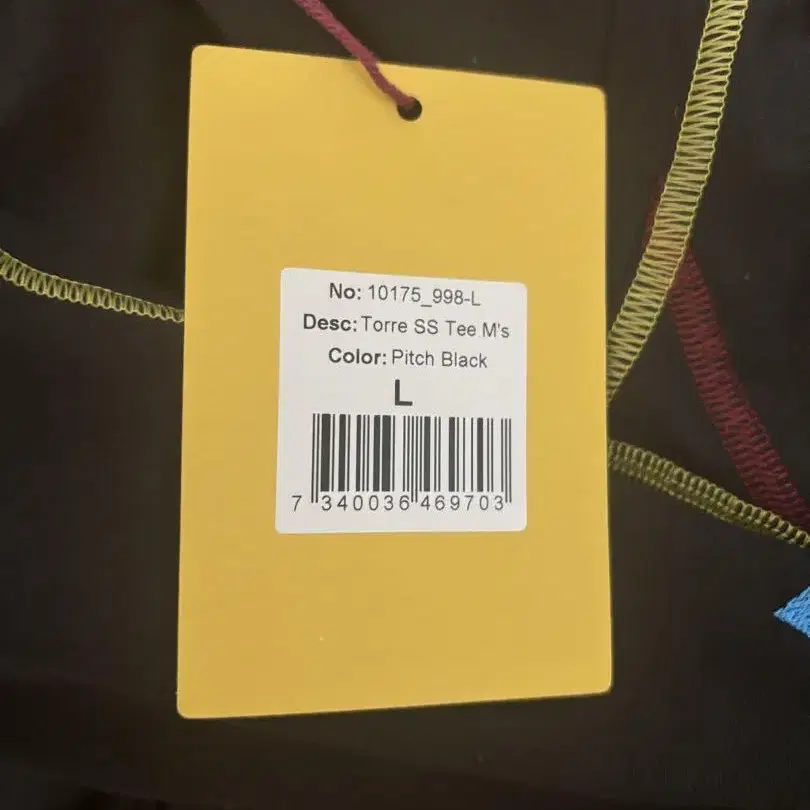 No: 10175_998-L
Desc: Torre SS Tee M's
Color: Pitch Black
L
7 340036 469703